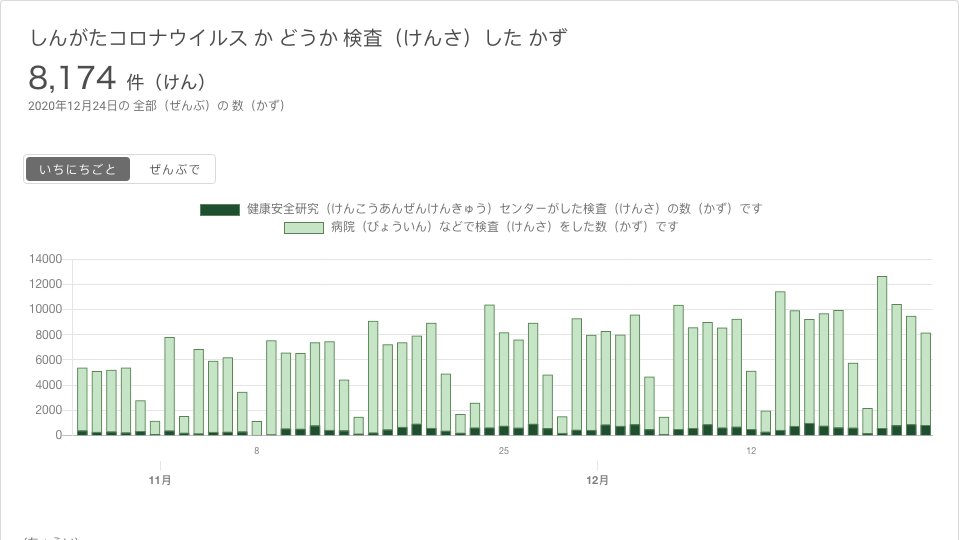 しんがたコロナウイルス か どうか 検査（けんさ）した かず
8,174 件（けん）
2020年12月24日の 全部（ぜんぶ）の 数（かず）
いちにちごと ぜんぶで
健康安全研究（けんこうあんぜんけんきゅう）センターがした検査（けんさ）の数（かず）です
病院（びょういん）などで検査（けんさ）をした数（かず）です
14000
12000
10000
8000
6000
4000
2000
0
8 25 12
11月 12月